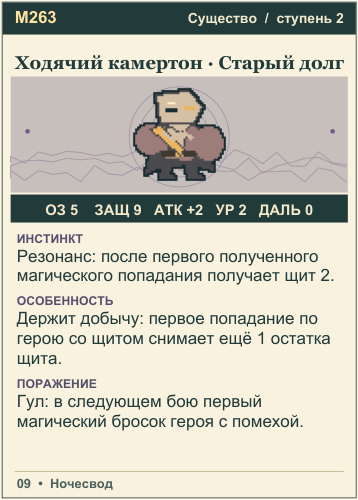 М263
Существо / ступень 2
Ходячий камертон · Старый долг
ОЗ 5 ЗАЩ 9 АТК +2 УР 2 ДАЛЬ 0
ИНСТИНКТ
Резонанс: после первого полученного
магического попадания получает щит 2.
ОСОБЕННОСТЬ
Держит добычу: первое попадание по
герою со щитом снимает ещё 1 остатка
щита.
ПОРАЖЕНИЕ
Гул: в следующем бою первый
магический бросок героя с помехой.
09 • Ночесвод